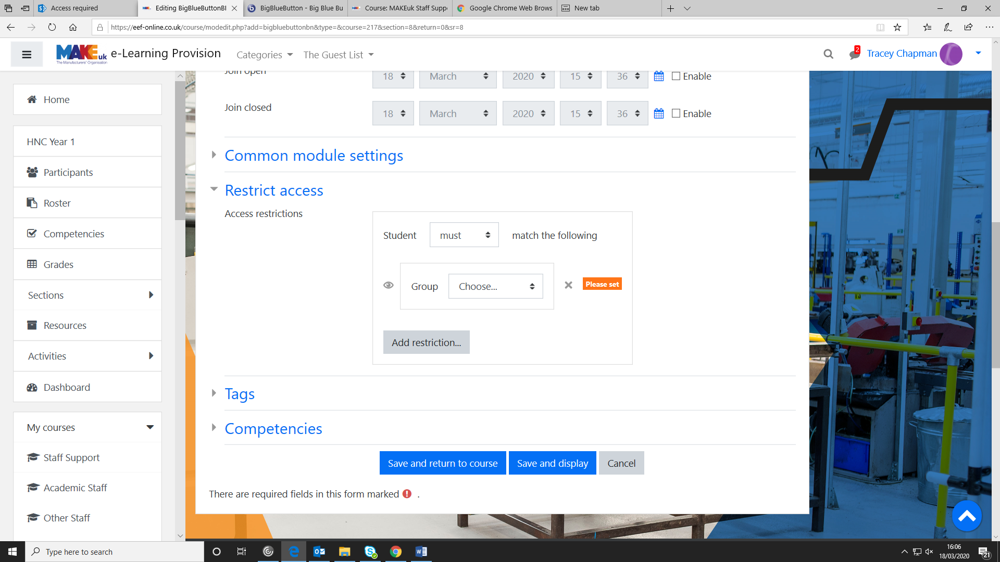 Access required
Editing BigBlueButtonBI
BigBlueButton - Big Blue Bu
Course: MAKEuk Staff Supp
Google Chrome Web Brows
New tab
https://eef-online.co.uk/course/modedit.php?add=bigbluebuttonbn&type=&course=217&section=8&return=0&sr=8
MAKE uk
The Manufacturers' Organisation
e-Learning Provision
Categories
The Guest List
2
Tracey Chapman
Home
HNC Year 1
Participants
Roster
Competencies
Grades
Sections
Resources
Activities
Dashboard
My courses
Staff Support
Academic Staff
Other Staff
Join open
18 March 2020 15 36 Enable
Join closed
18 March 2020 15 36 Enable
Common module settings
Restrict access
Access restrictions
Student must match the following
Group Choose... Please set
Add restriction...
Tags
Competencies
Save and return to course
Save and display
Cancel
There are required fields in this form marked .
Type here to search
16:06
18/03/2020
21